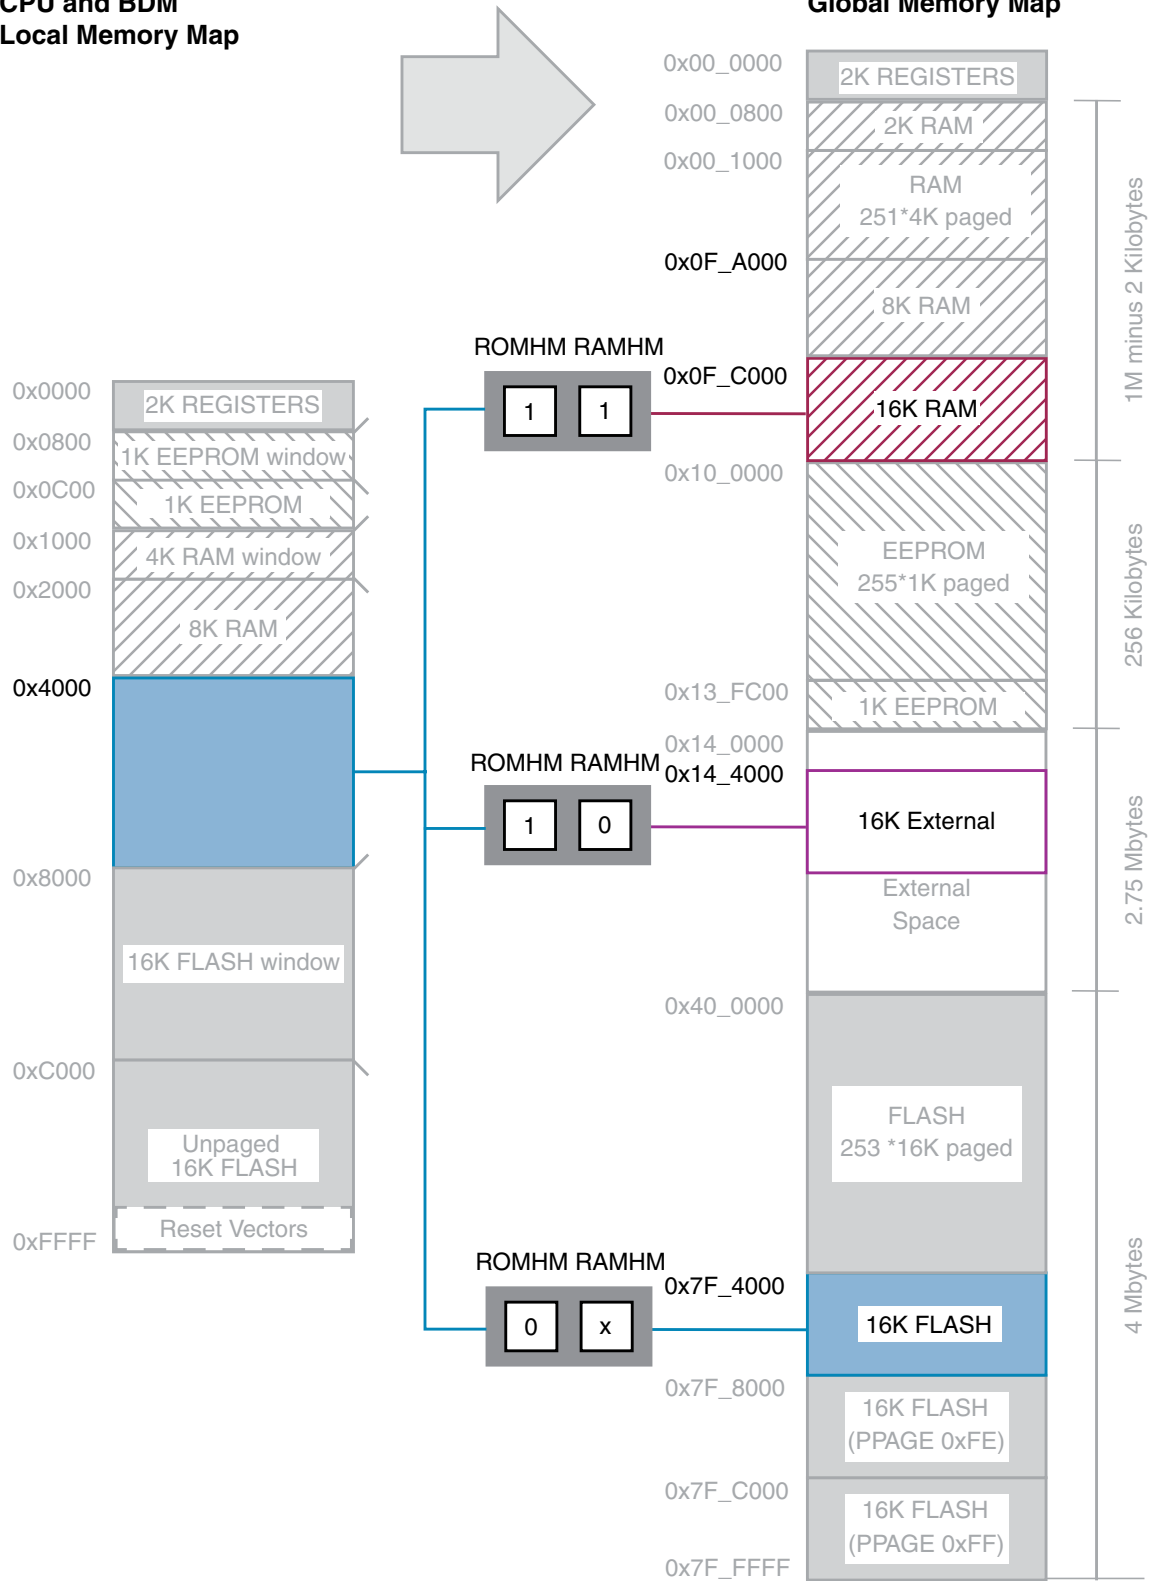 CPU and BDM
Local Memory Map
Global Memory Map
0x00_0000
2K REGISTERS
0x00_0800
2K RAM
0x00_1000
RAM
251*4K paged
0x0F_A000
8K RAM
1M minus 2 Kilobytes
ROMHM RAMHM
0x0F_C000
1
1
16K RAM
0x10_0000
0x0000
2K REGISTERS
0x0800
1K EEPROM window
0x0C00
1K EEPROM
0x1000
4K RAM window
0x2000
8K RAM
0x4000
EEPROM
255*1K paged
256 Kilobytes
0x13_FC00
1K EEPROM
0x14_0000
ROMHM RAMHM
0x14_4000
1
0
16K External
External
Space
2.75 Mbytes
0x8000
16K FLASH window
0x40_0000
0xC000
Unpaged
16K FLASH
Reset Vectors
0xFFFF
FLASH
253 *16K paged
ROMHM RAMHM
0x7F_4000
0
x
16K FLASH
4 Mbytes
0x7F_8000
16K FLASH
(PPAGE 0xFE)
0x7F_C000
16K FLASH
(PPAGE 0xFF)
0x7F_FFFF